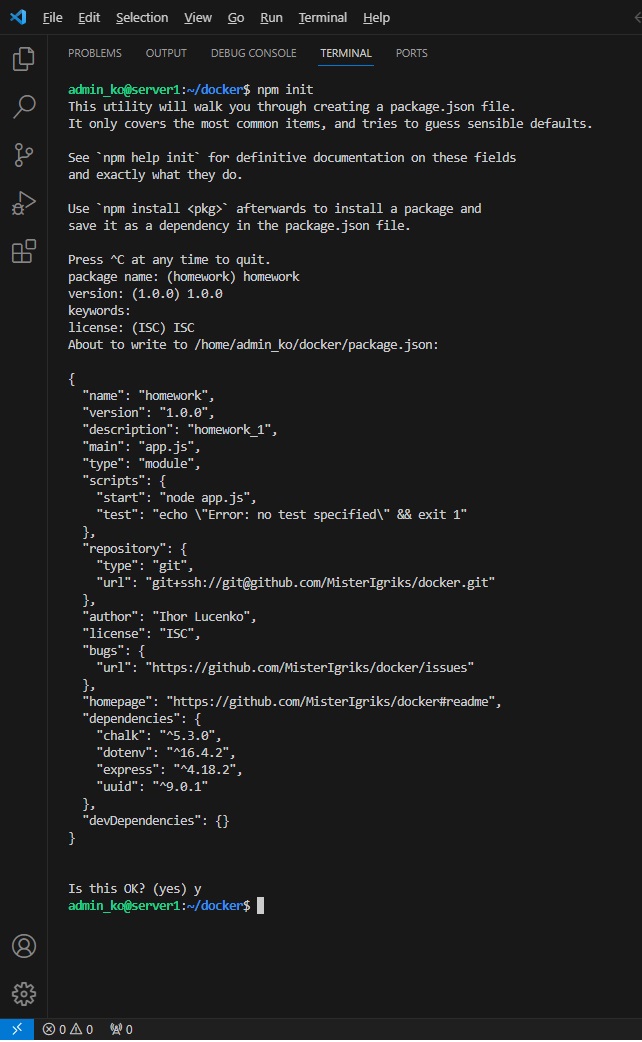 File Edit Selection View Go Run Terminal Help
PROBLEMS OUTPUT DEBUG CONSOLE TERMINAL PORTS
admin_ko@server1:~/docker$ npm init
This utility will walk you through creating a package.json file.
It only covers the most common items, and tries to guess sensible defaults.

See `npm help init` for definitive documentation on these fields
and exactly what they do.

Use `npm install <pkg>` afterwards to install a package and
save it as a dependency in the package.json file.

Press ^C at any time to quit.
package name: (homework) homework
version: (1.0.0) 1.0.0
keywords:
license: (ISC) ISC
About to write to /home/admin_ko/docker/package.json:

{
  "name": "homework",
  "version": "1.0.0",
  "description": "homework_1",
  "main": "app.js",
  "type": "module",
  "scripts": {
    "start": "node app.js",
    "test": "echo \"Error: no test specified\" && exit 1"
  },
  "repository": {
    "type": "git",
    "url": "git+ssh://git@github.com/MisterIgriks/docker.git"
  },
  "author": "Ihor Lucenko",
  "license": "ISC",
  "bugs": {
    "url": "https://github.com/MisterIgriks/docker/issues"
  },
  "homepage": "https://github.com/MisterIgriks/docker#readme",
  "dependencies": {
    "chalk": "^5.3.0",
    "dotenv": "^16.4.2",
    "express": "^4.18.2",
    "uuid": "^9.0.1"
  },
  "devDependencies": {}
}

Is this OK? (yes) y
admin_ko@server1:~/docker$
0 0 0